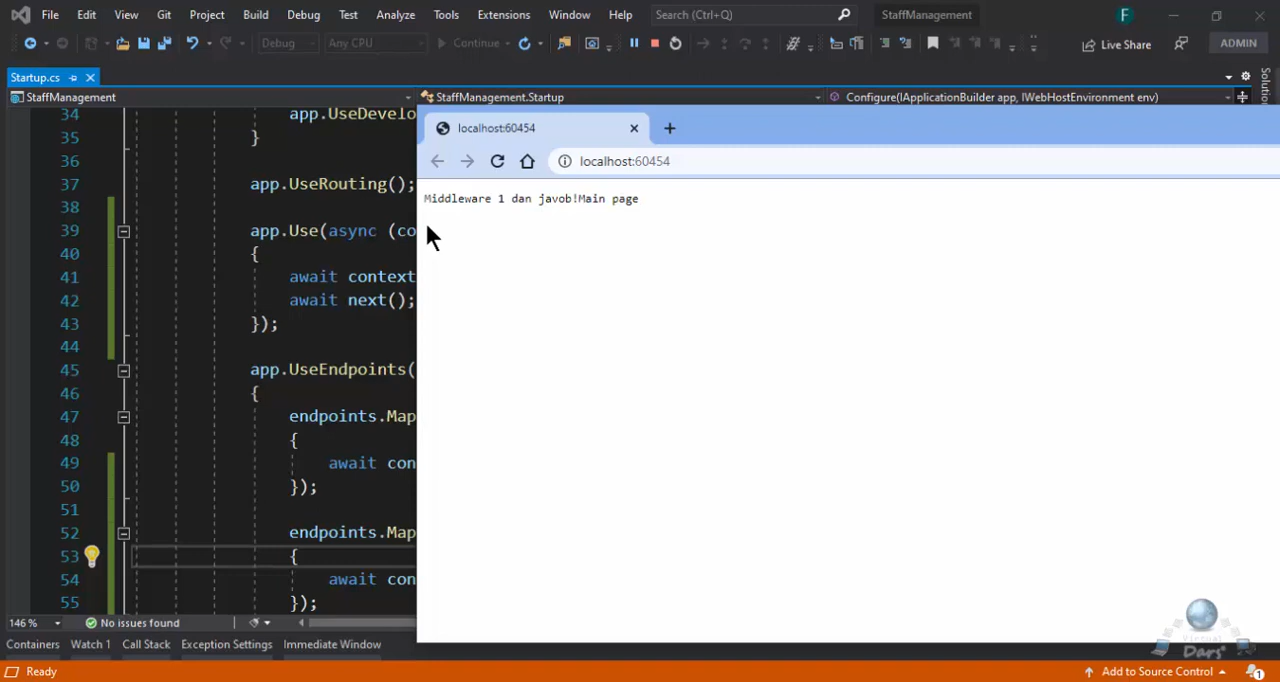 File Edit View Git Project Build Debug Test Analyze Tools Extensions Window Help Search (Ctrl+Q) StaffManagement F
Debug Any CPU Continue Live Share ADMIN
Startup.cs
StaffManagement StaffManagement.Startup Configure(IApplicationBuilder app, IWebHostEnvironment env)
Solu
localhost:60454
localhost:60454
Middleware 1 dan javob!Main page
34 app.UseDevelo
35 }
36
37 app.UseRouting();
38
39 app.Use(async (co
40 {
41 await context
42 await next();
43 });
44
45 app.UseEndpoints(
46 {
47 endpoints.Map
48 {
49 await con
50 });
51
52 endpoints.Map
53 {
54 await con
55 });
146 % No issues found
Containers Watch 1 Call Stack Exception Settings Immediate Window
Ready Add to Source Control 1
Virtual
Dars